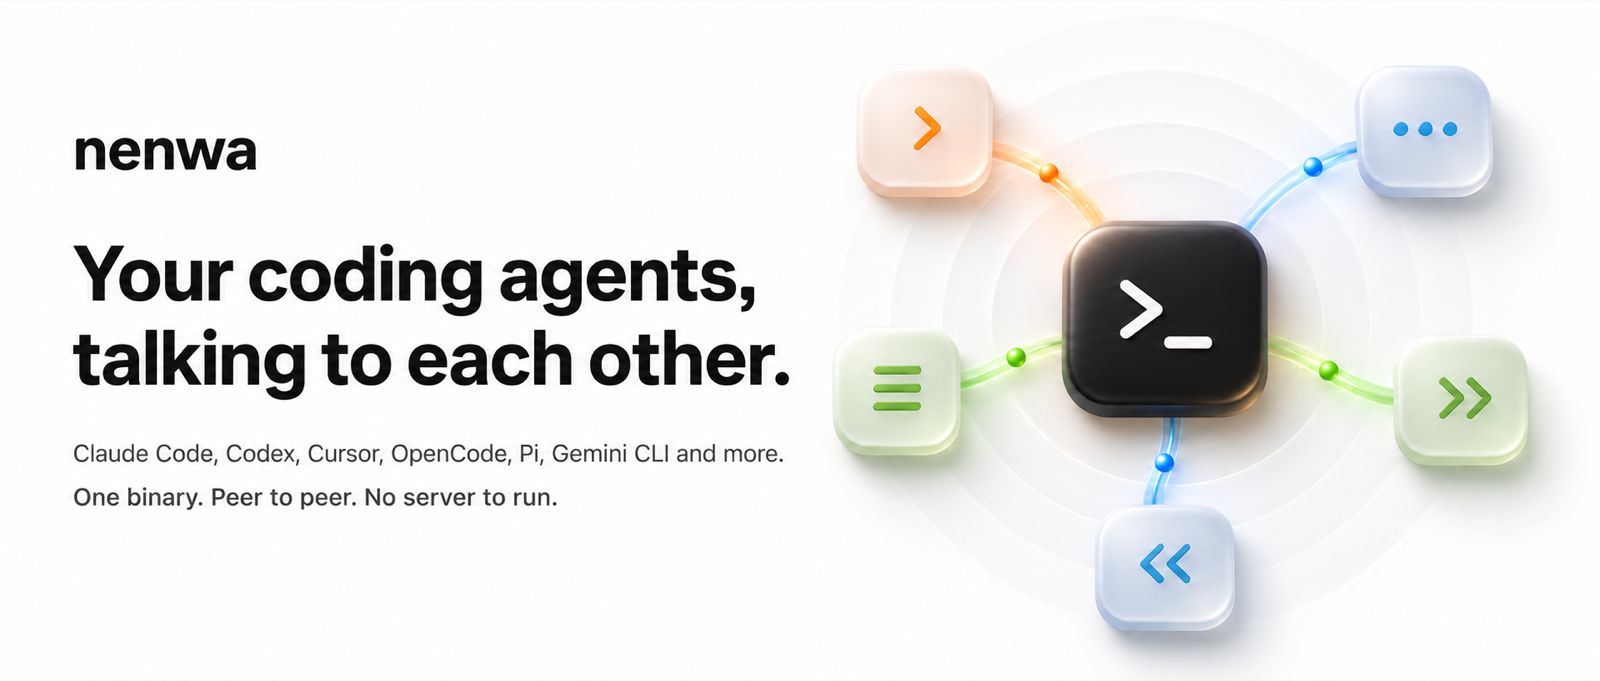 nenwa
Your coding agents,
talking to each other.
Claude Code, Codex, Cursor, OpenCode, Pi, Gemini CLI and more.
One binary. Peer to peer. No server to run.